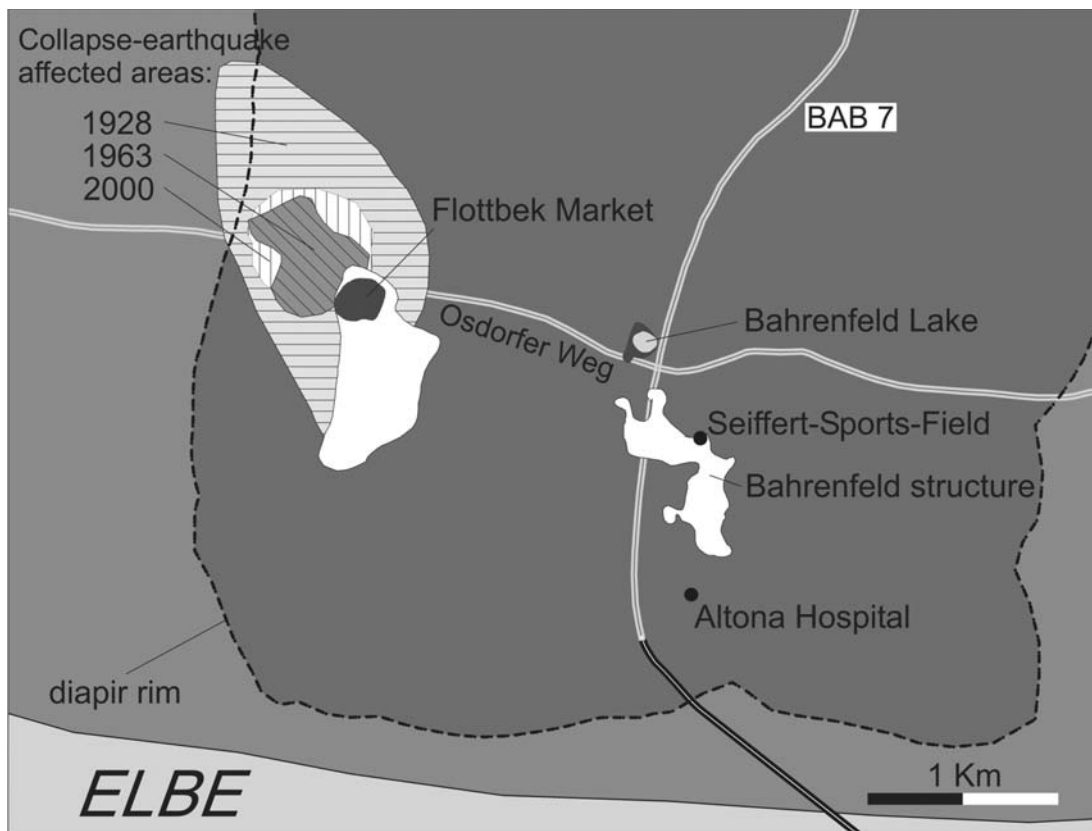 Collapse-earthquake
affected areas:
1928
1963
2000
BAB 7
Flottbek Market
Osdorfer Weg
Bahrenfeld Lake
Seiffert-Sports-Field
Bahrenfeld structure
Altona Hospital
diapir rim
1 Km
ELBE